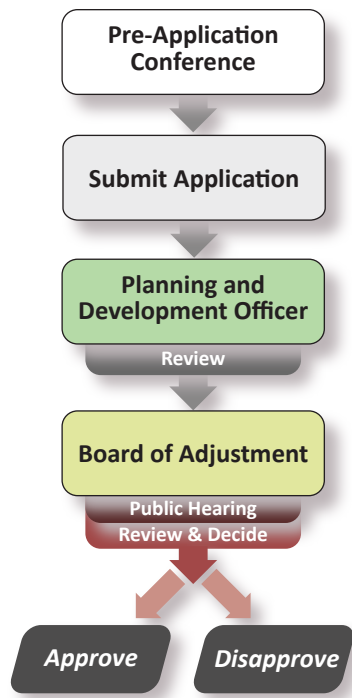 Pre-Application
Conference
Submit Application
Planning and
Development Officer
Review
Board of Adjustment
Public Hearing
Review & Decide
Approve
Disapprove